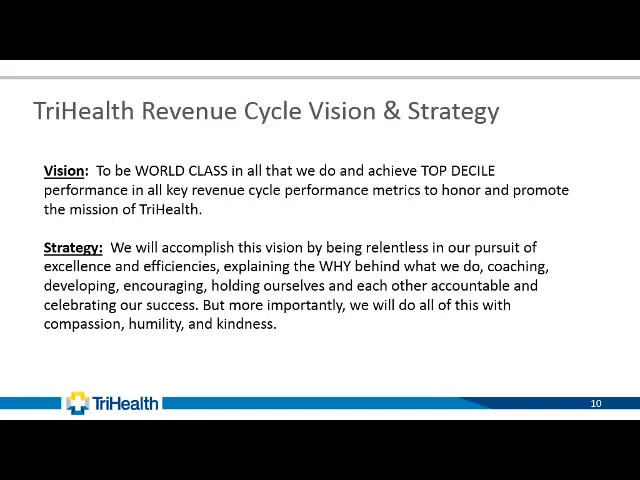 TriHealth Revenue Cycle Vision & Strategy
Vision: To be WORLD CLASS in all that we do and achieve TOP DECILE
performance in all key revenue cycle performance metrics to honor and promote
the mission of TriHealth.
Strategy: We will accomplish this vision by being relentless in our pursuit of
excellence and efficiencies, explaining the WHY behind what we do, coaching,
developing, encouraging, holding ourselves and each other accountable and
celebrating our success. But more importantly, we will do all of this with
compassion, humility, and kindness.
TriHealth
10